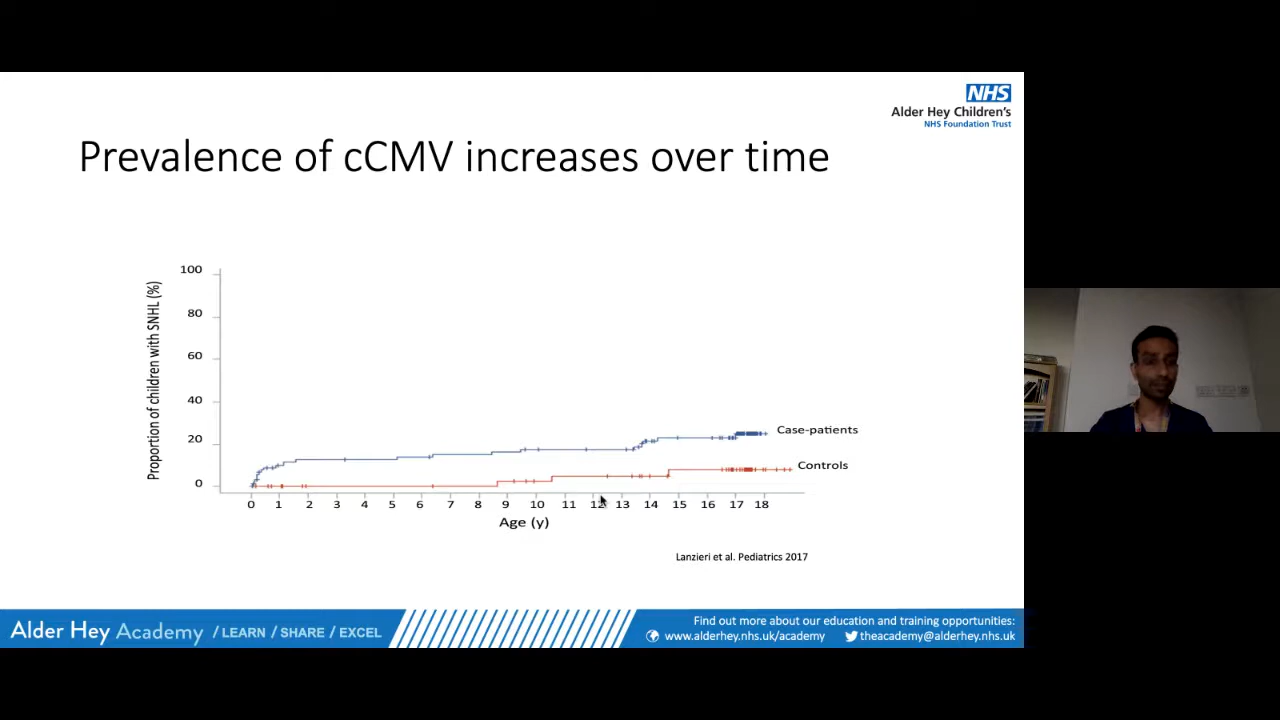 NHS
Alder Hey Children's
NHS Foundation Trust
Prevalence of cCMV increases over time
Proportion of children with SNHL (%)
100
80
60
40
20
0
Case-patients
Controls
0 1 2 3 4 5 6 7 8 9 10 11 12 13 14 15 16 17 18
Age (y)
Lanzieri et al. Pediatrics 2017
Alder Hey Academy / LEARN / SHARE / EXCEL
Find out more about our education and training opportunities:
www.alderhey.nhs.uk/academy theacademy@alderhey.nhs.uk